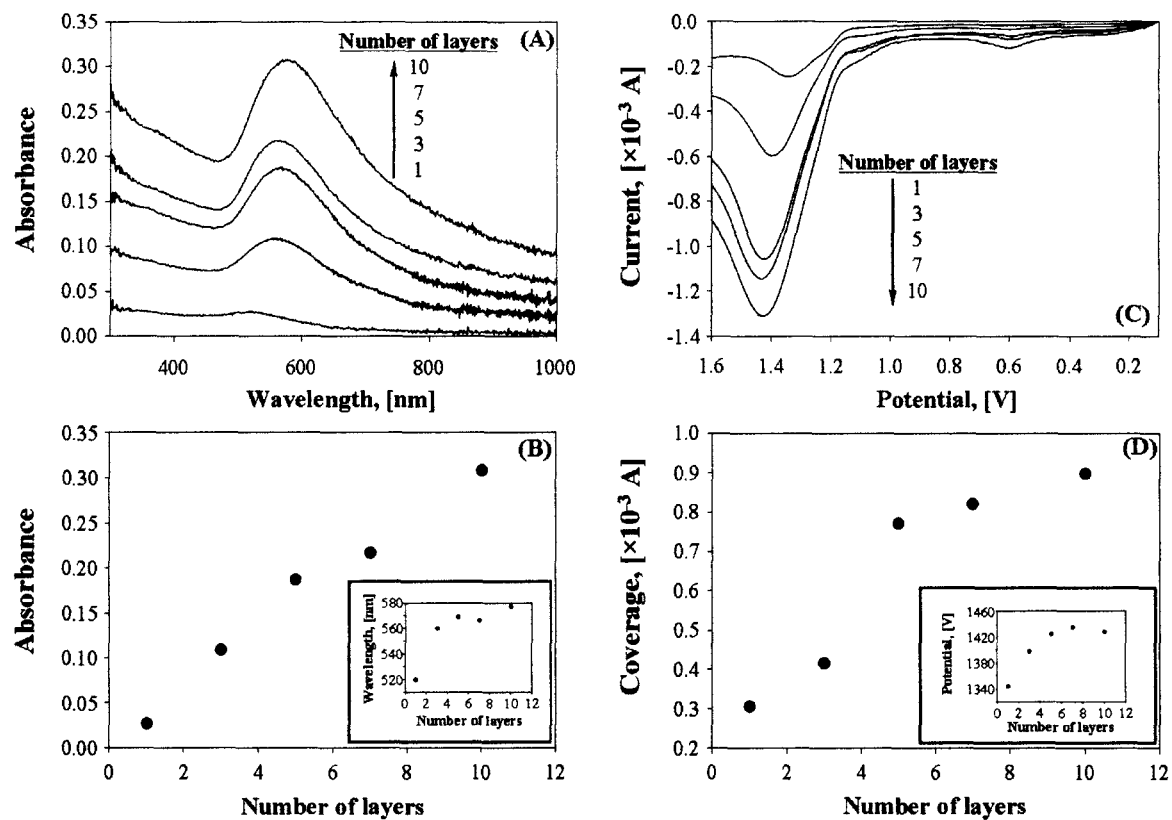 (A)
Number of layers
10
7
5
3
1
Absorbance
0.35
0.30
0.25
0.20
0.15
0.10
0.05
0.00
400 600 800 1000
Wavelength, [nm]
(C)
Number of layers
1
3
5
7
10
Current, [×10⁻³ A]
0.0
-0.2
-0.4
-0.6
-0.8
-1.0
-1.2
-1.4
1.6 1.4 1.2 1.0 0.8 0.6 0.4 0.2
Potential, [V]
(B)
Absorbance
0.35
0.30
0.25
0.20
0.15
0.10
0.05
0.00
0 2 4 6 8 10 12
Number of layers
Wavelength, [nm]
580
560
540
520
0 2 4 6 8 10 12
Number of layers
(D)
Coverage, [×10⁻³ A]
1.0
0.9
0.8
0.7
0.6
0.5
0.4
0.3
0.2
0 2 4 6 8 10 12
Number of layers
Potential, [V]
1460
1420
1380
1340
0 2 4 6 8 10 12
Number of layers